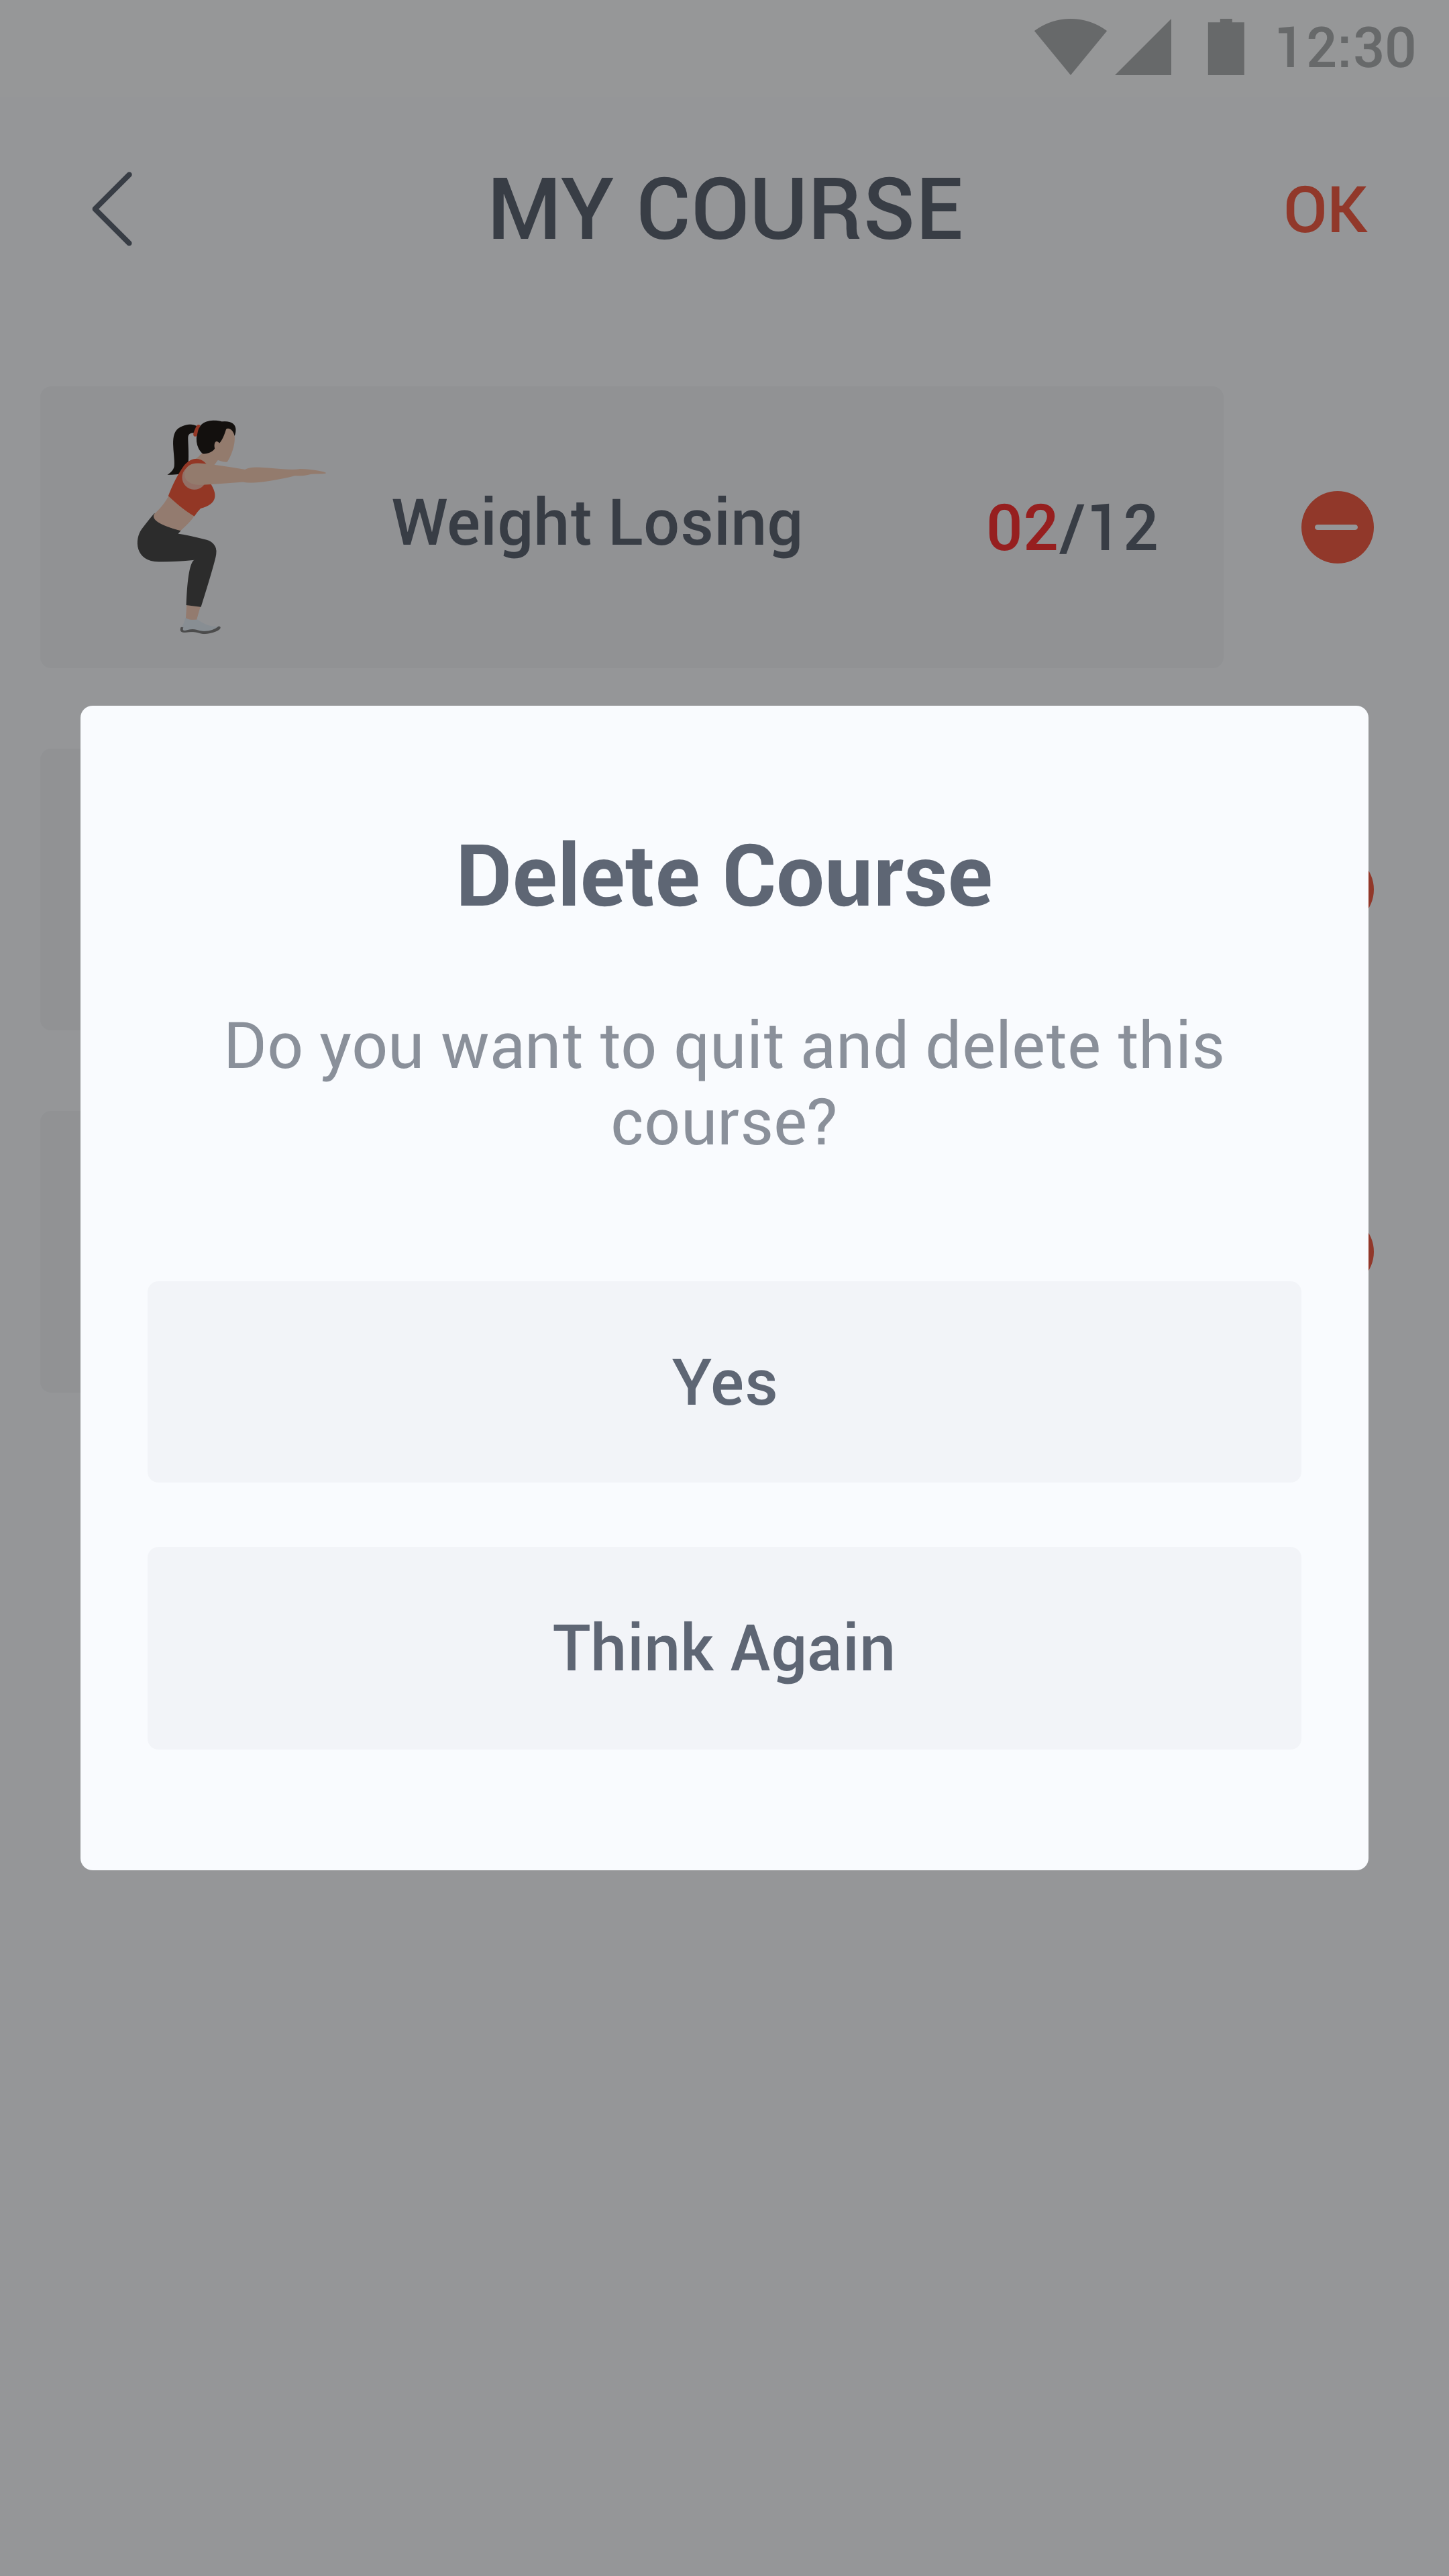 12:30
MY COURSE
OK
Weight Losing
02/12
Delete Course
Do you want to quit and delete this
course?
Yes
Think Again